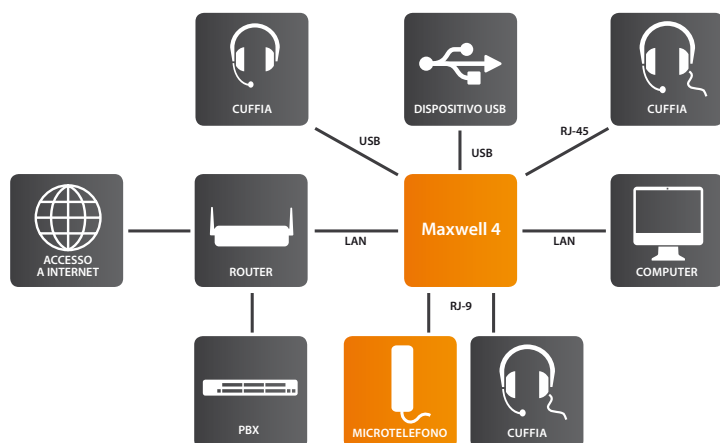 CUFFIA
DISPOSITIVO USB
CUFFIA
USB
USB
RJ-45
ACCESSO
A INTERNET
ROUTER
LAN
Maxwell 4
LAN
COMPUTER
RJ-9
PBX
MICROTELEFONO
CUFFIA